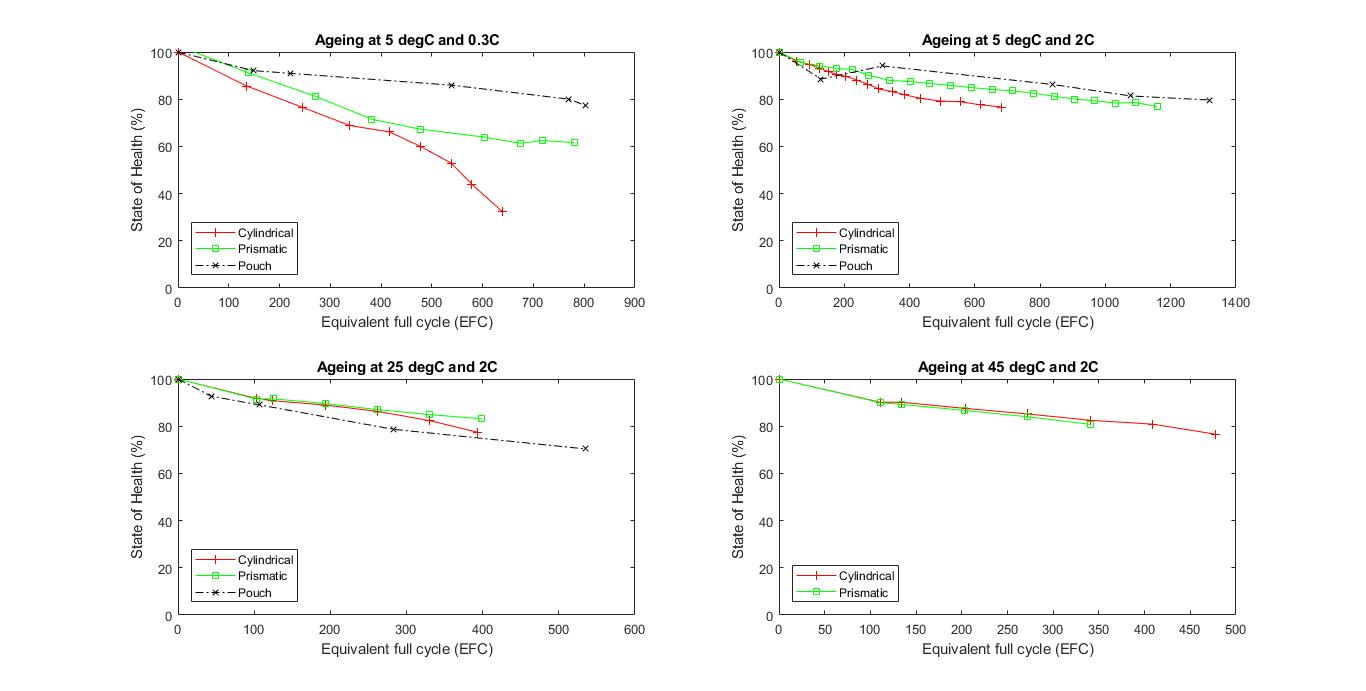 Ageing at 5 degC and 0.3C
100
80
60
40
20
0
State of Health (%)
Cylindrical
Prismatic
Pouch
0 100 200 300 400 500 600 700 800 900
Equivalent full cycle (EFC)
Ageing at 5 degC and 2C
100
80
60
40
20
0
State of Health (%)
Cylindrical
Prismatic
Pouch
0 200 400 600 800 1000 1200 1400
Equivalent full cycle (EFC)
Ageing at 25 degC and 2C
100
80
60
40
20
0
State of Health (%)
Cylindrical
Prismatic
Pouch
0 100 200 300 400 500 600
Equivalent full cycle (EFC)
Ageing at 45 degC and 2C
100
80
60
40
20
0
State of Health (%)
Cylindrical
Prismatic
0 50 100 150 200 250 300 350 400 450 500
Equivalent full cycle (EFC)